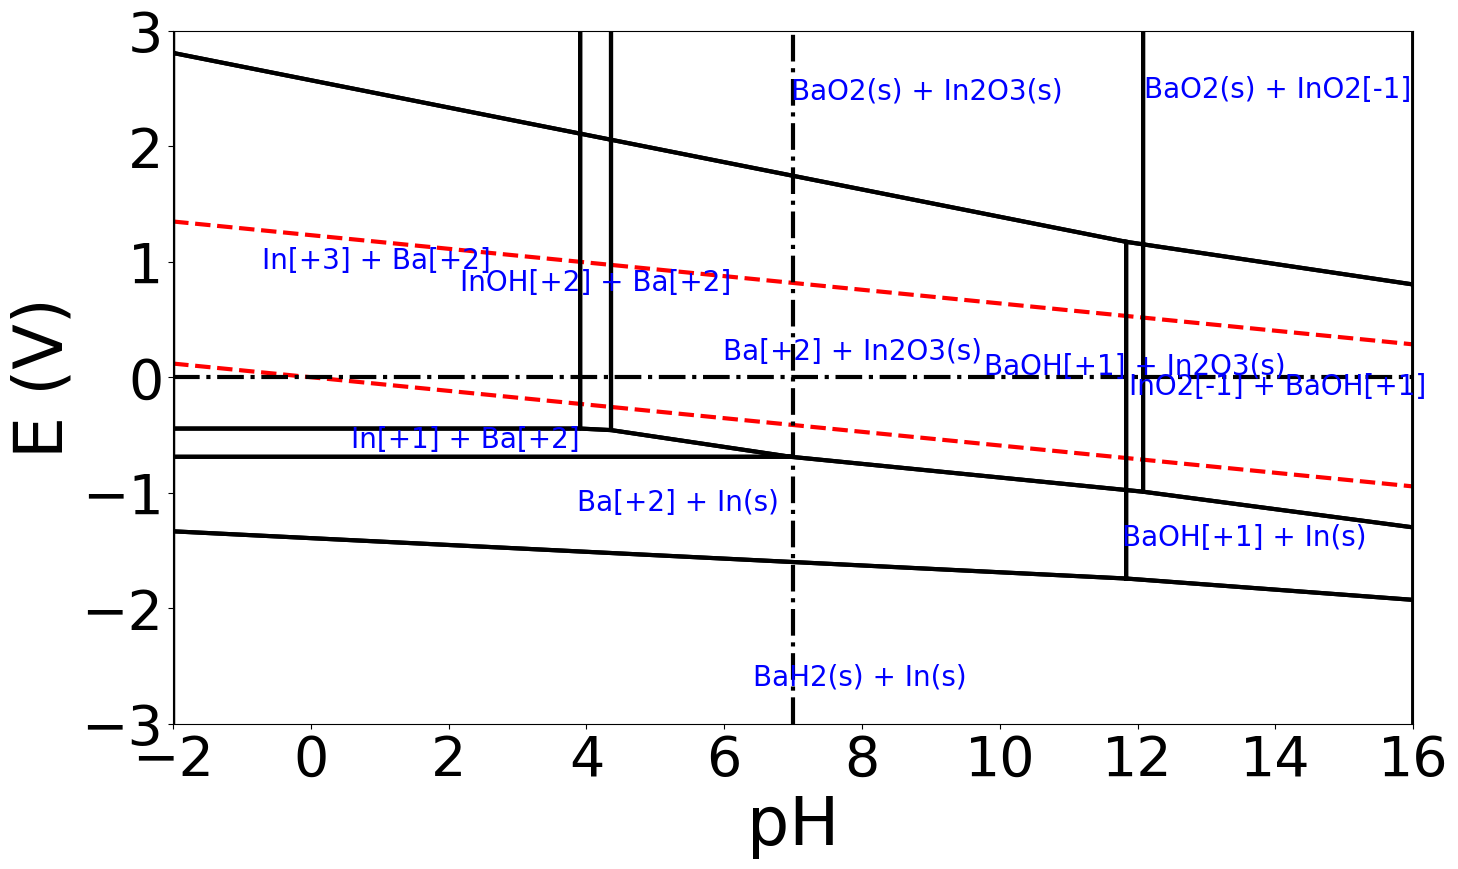 3
2
1
0
−1
−2
−3
E (V)
BaO2(s) + In2O3(s)
BaO2(s) + InO2[-1]
In[+3] + Ba[+2]
InOH[+2] + Ba[+2]
Ba[+2] + In2O3(s)
BaOH[+1] + In2O3(s)
InO2[-1] + BaOH[+1]
In[+1] + Ba[+2]
Ba[+2] + In(s)
BaOH[+1] + In(s)
BaH2(s) + In(s)
−2 0 2 4 6 8 10 12 14 16
pH